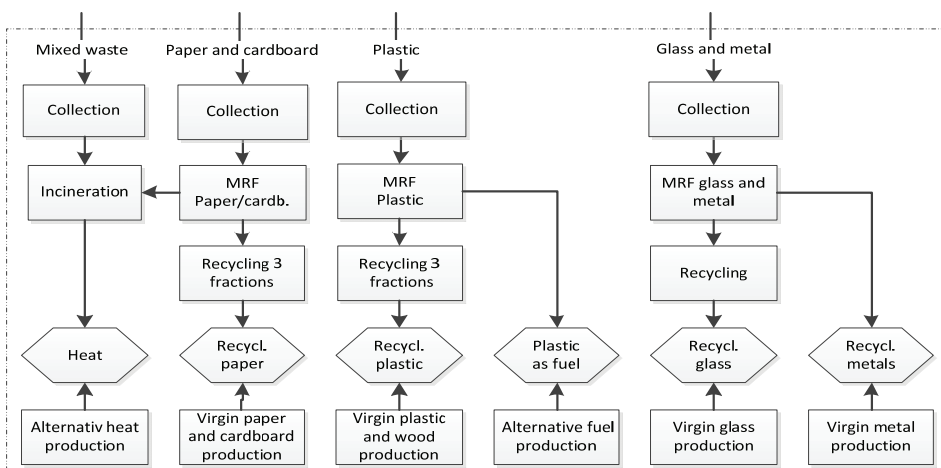 Mixed waste
Paper and cardboard
Plastic
Glass and metal
Collection
Collection
Collection
Collection
Incineration
MRF
Paper/cardb.
MRF
Plastic
MRF glass and
metal
Recycling 3
fractions
Recycling 3
fractions
Recycling
Heat
Recycl.
paper
Recycl.
plastic
Plastic
as fuel
Recycl.
glass
Recycl.
metals
Alternativ heat
production
Virgin paper
and cardboard
production
Virgin plastic
and wood
production
Alternative fuel
production
Virgin glass
production
Virgin metal
production